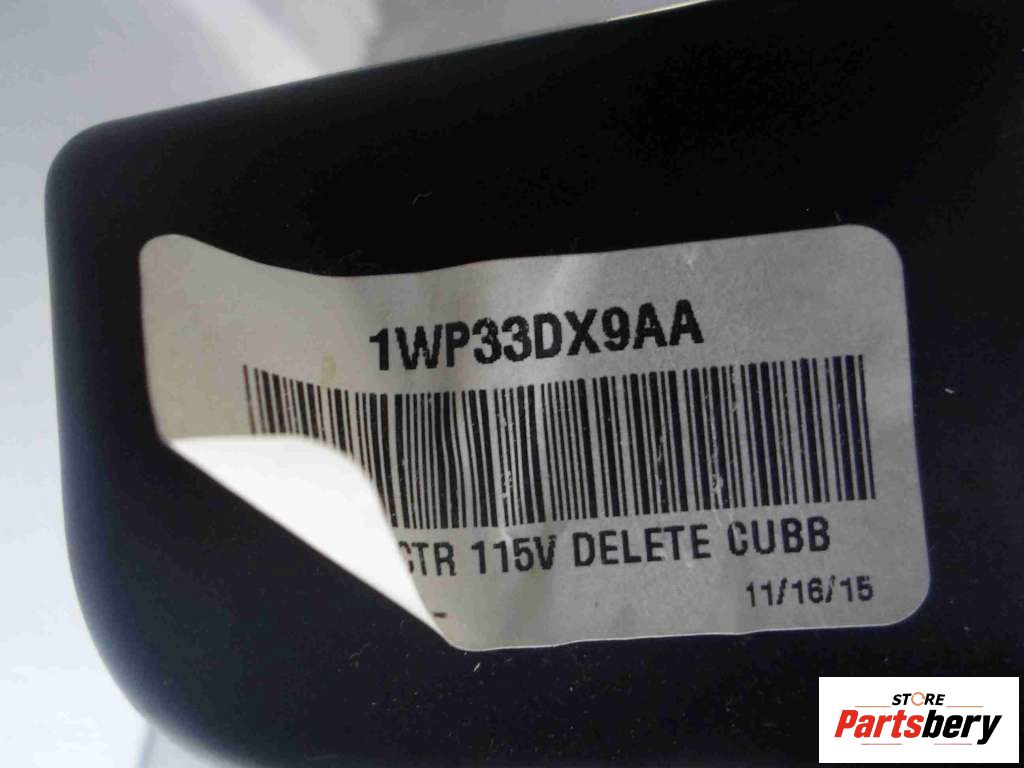 1WP33DX9AA
CTR 115V DELETE CUBB
11/16/15
STORE
Partsbery